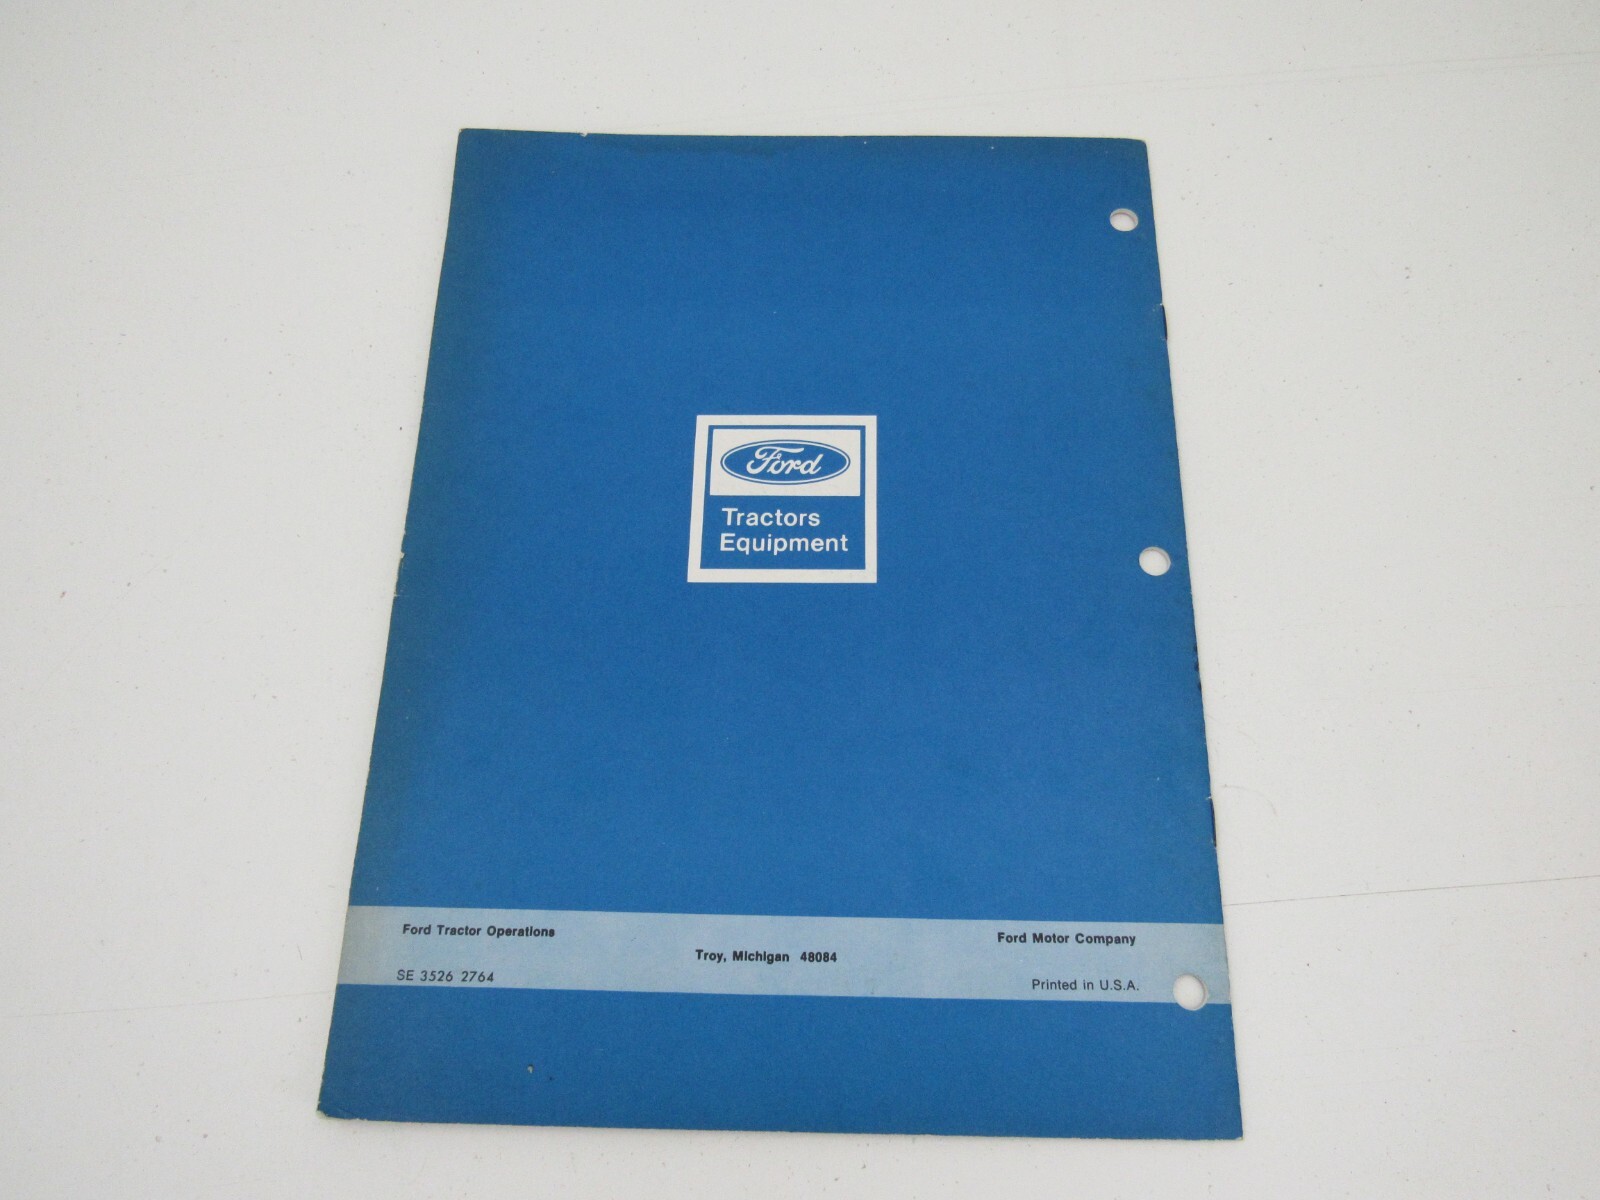 Ford
Tractors
Equipment
Ford Tractor Operations
Troy, Michigan 48084
Ford Motor Company
SE 3526 2764
Printed in U.S.A.